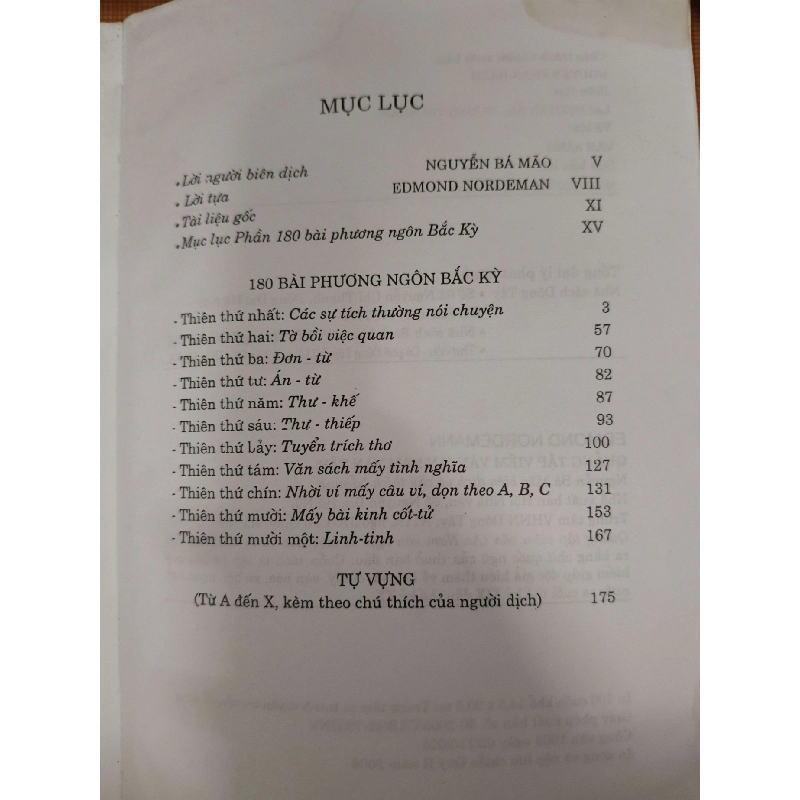 MỤC LỤC
• Lời người biên dịch NGUYỄN BÁ MÃO V
• Lời tựa EDMOND NORDEMAN VIII
• Tài liệu gốc XI
• Mục lục Phần 180 bài phương ngôn Bắc Kỳ XV
180 BÀI PHƯƠNG NGÔN BẮC KỲ
- Thiên thứ nhất: Các sự tích thường nói chuyện 3
- Thiên thứ hai: Tờ bồi việc quan 57
- Thiên thứ ba: Đơn - từ 70
- Thiên thứ tư: Án - từ 82
- Thiên thứ năm: Thư - khế 87
- Thiên thứ sáu: Thư - thiếp 93
- Thiên thứ bảy: Tuyển trích thơ 100
- Thiên thứ tám: Văn sách mấy tình nghĩa 127
- Thiên thứ chín: Nhời ví mấy câu ví, dọn theo A, B, C 131
- Thiên thứ mười: Mấy bài kinh cốt-tử 153
- Thiên thứ mười một: Linh-tinh 167
TỰ VỰNG
(Từ A đến X, kèm theo chú thích của người dịch) 175